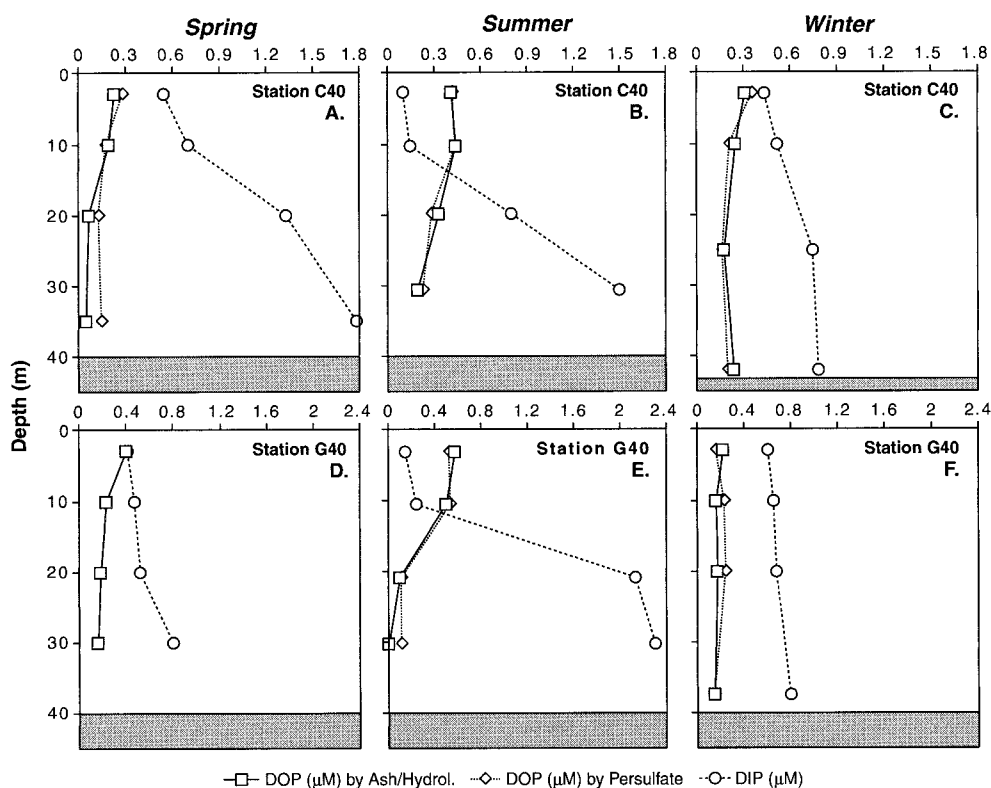 Spring Summer Winter
0 0.3 0.6 0.9 1.2 1.5 1.8 0 0.3 0.6 0.9 1.2 1.5 1.8 0 0.3 0.6 0.9 1.2 1.5 1.8
0
10
20
30
40
Station C40
A.
Station C40
B.
Station C40
C.
Depth (m)
0 0.4 0.8 1.2 1.6 2 2.4 0 0.4 0.8 1.2 1.6 2 2.4 0 0.4 0.8 1.2 1.6 2 2.4
0
10
20
30
40
Station G40
D.
Station G40
E.
Station G40
F.
DOP (μM) by Ash/Hydrol. DOP (μM) by Persulfate DIP (μM)